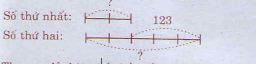 ?
Số thứ nhất:
123
Số thứ hai:
?